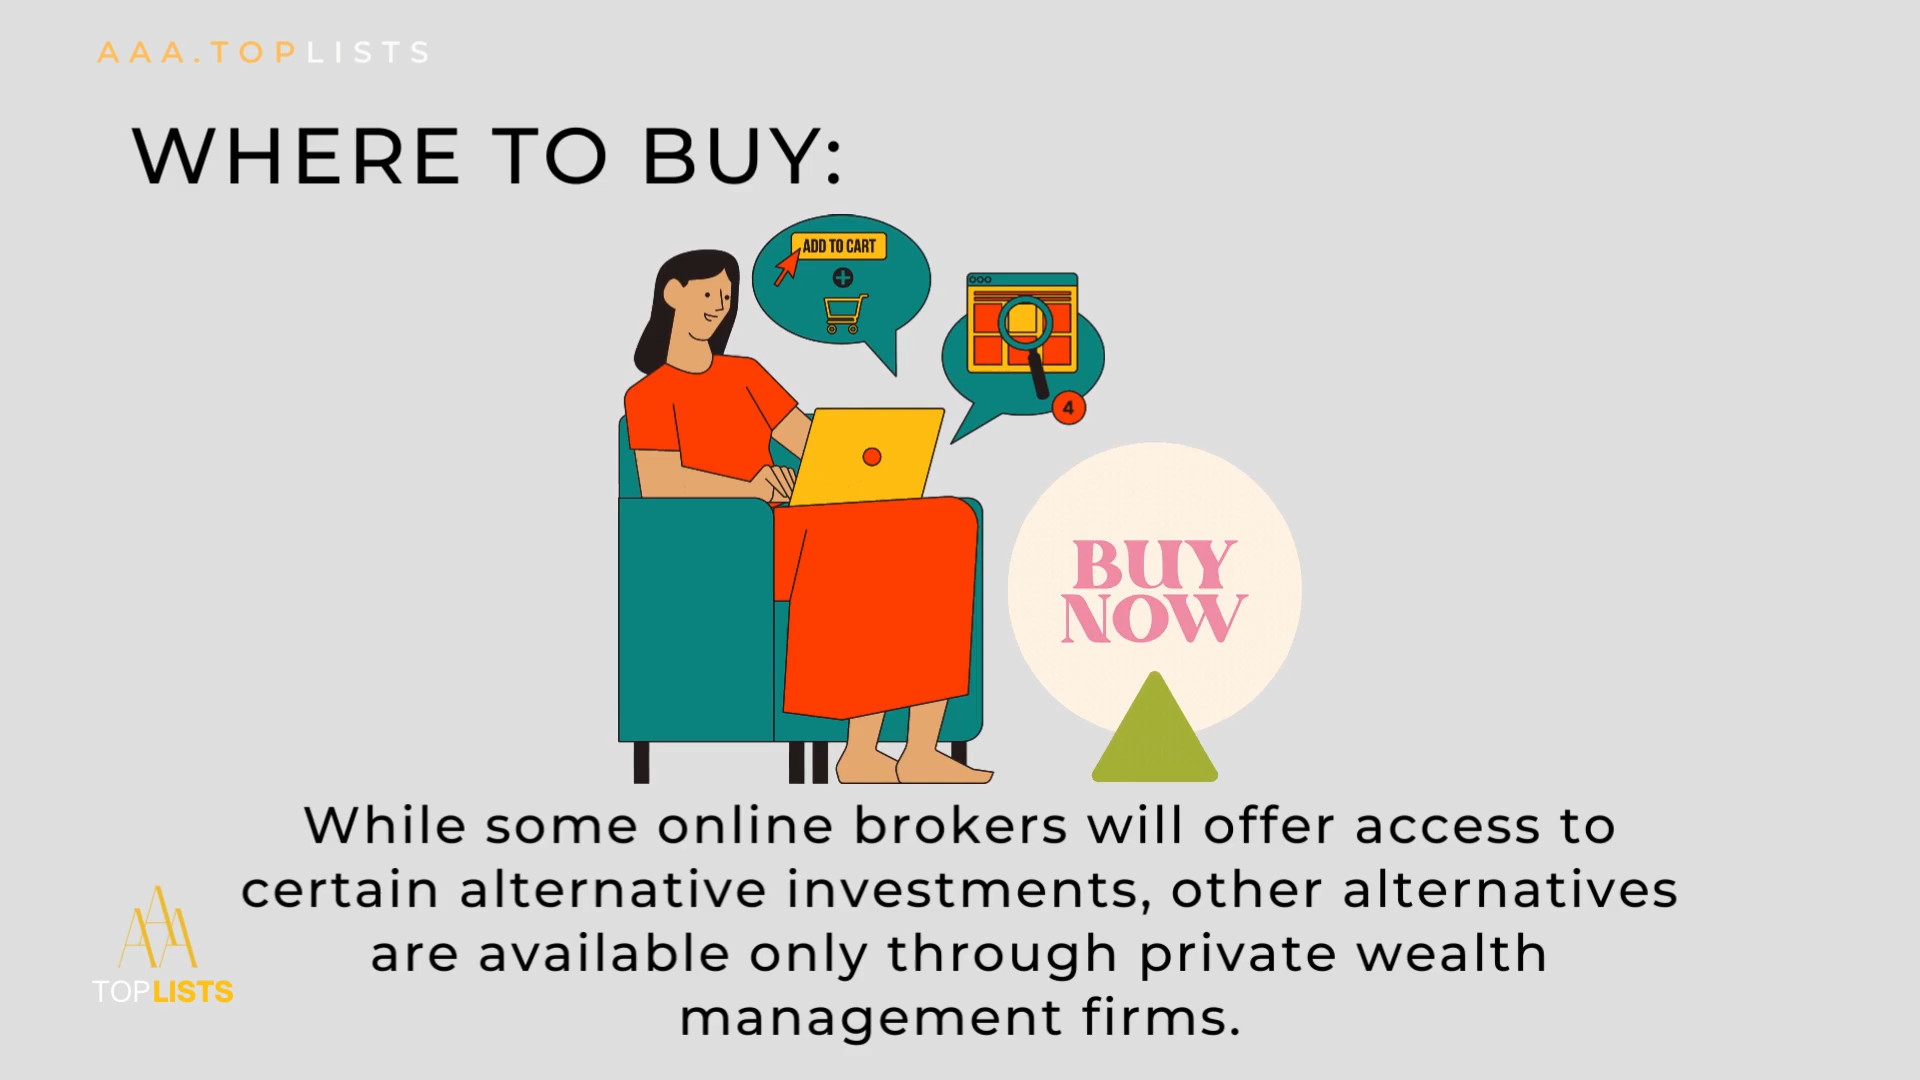 AAA.TOPLISTS
WHERE TO BUY:
ADD TO CART
4
BUY
NOW
While some online brokers will offer access to
certain alternative investments, other alternatives
are available only through private wealth
management firms.
AAA
TOPLISTS